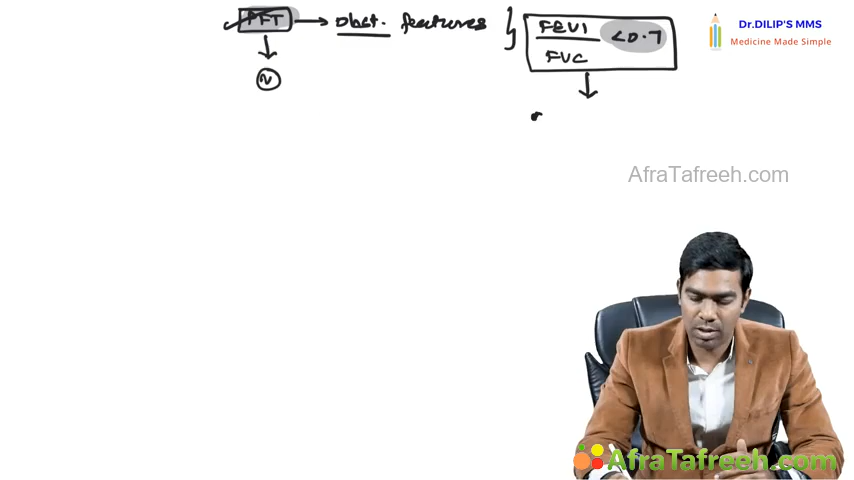 PFT → Obst. features } FEV1 <0.7
FVC
N
Dr.DILIP'S MMS
Medicine Made Simple
AfraTafreeh.com
AfraTafreeh.com